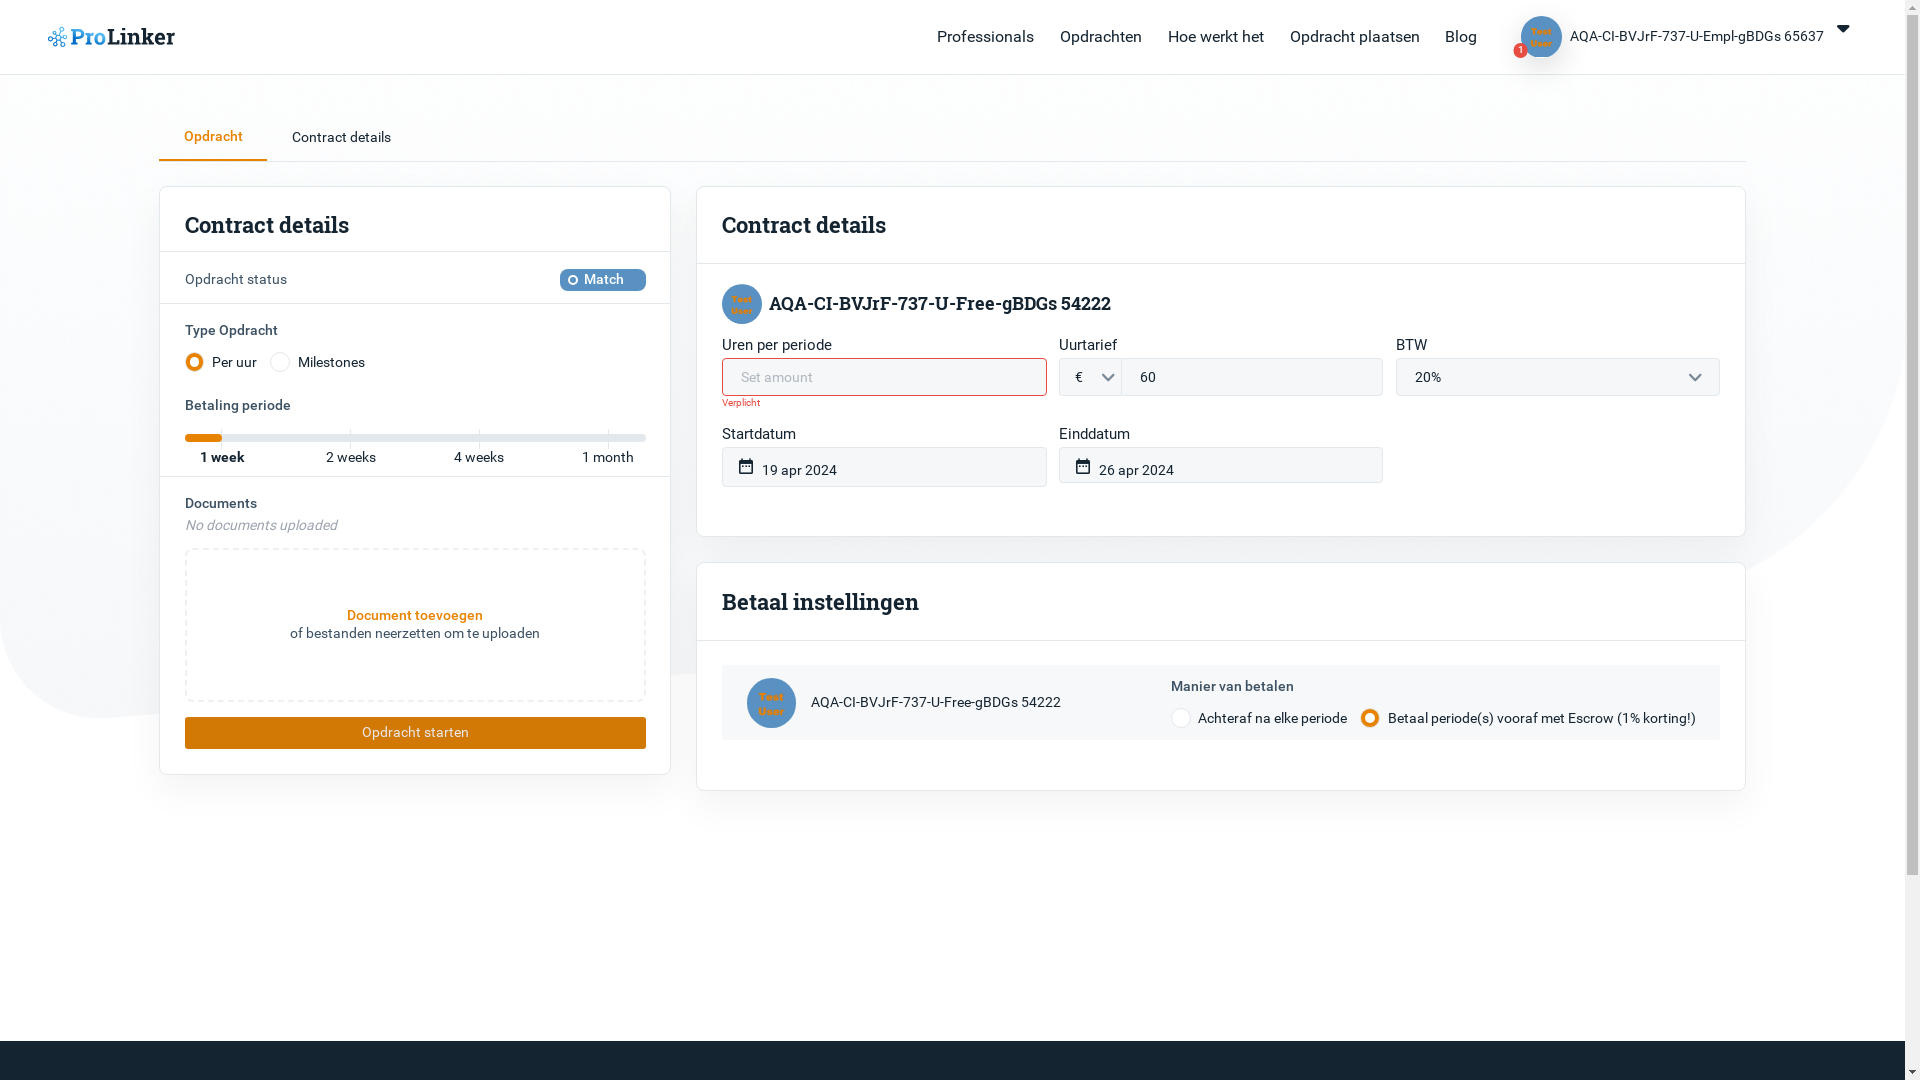 ProLinker
Professionals Opdrachten Hoe werkt het Opdracht plaatsen Blog
Test User
1
AQA-CI-BVJrF-737-U-Empl-gBDGs 65637
Opdracht Contract details
Contract details
Opdracht status Match
Type Opdracht
Per uur Milestones
Betaling periode
1 week 2 weeks 4 weeks 1 month
Documents
No documents uploaded
Document toevoegen
of bestanden neerzetten om te uploaden
Opdracht starten
Contract details
Test User
AQA-CI-BVJrF-737-U-Free-gBDGs 54222
Uren per periode Uurtarief BTW
Set amount € 60 20%
Verplicht
Startdatum Einddatum
19 apr 2024 26 apr 2024
Betaal instellingen
Test User
AQA-CI-BVJrF-737-U-Free-gBDGs 54222
Manier van betalen
Achteraf na elke periode Betaal periode(s) vooraf met Escrow (1% korting!)